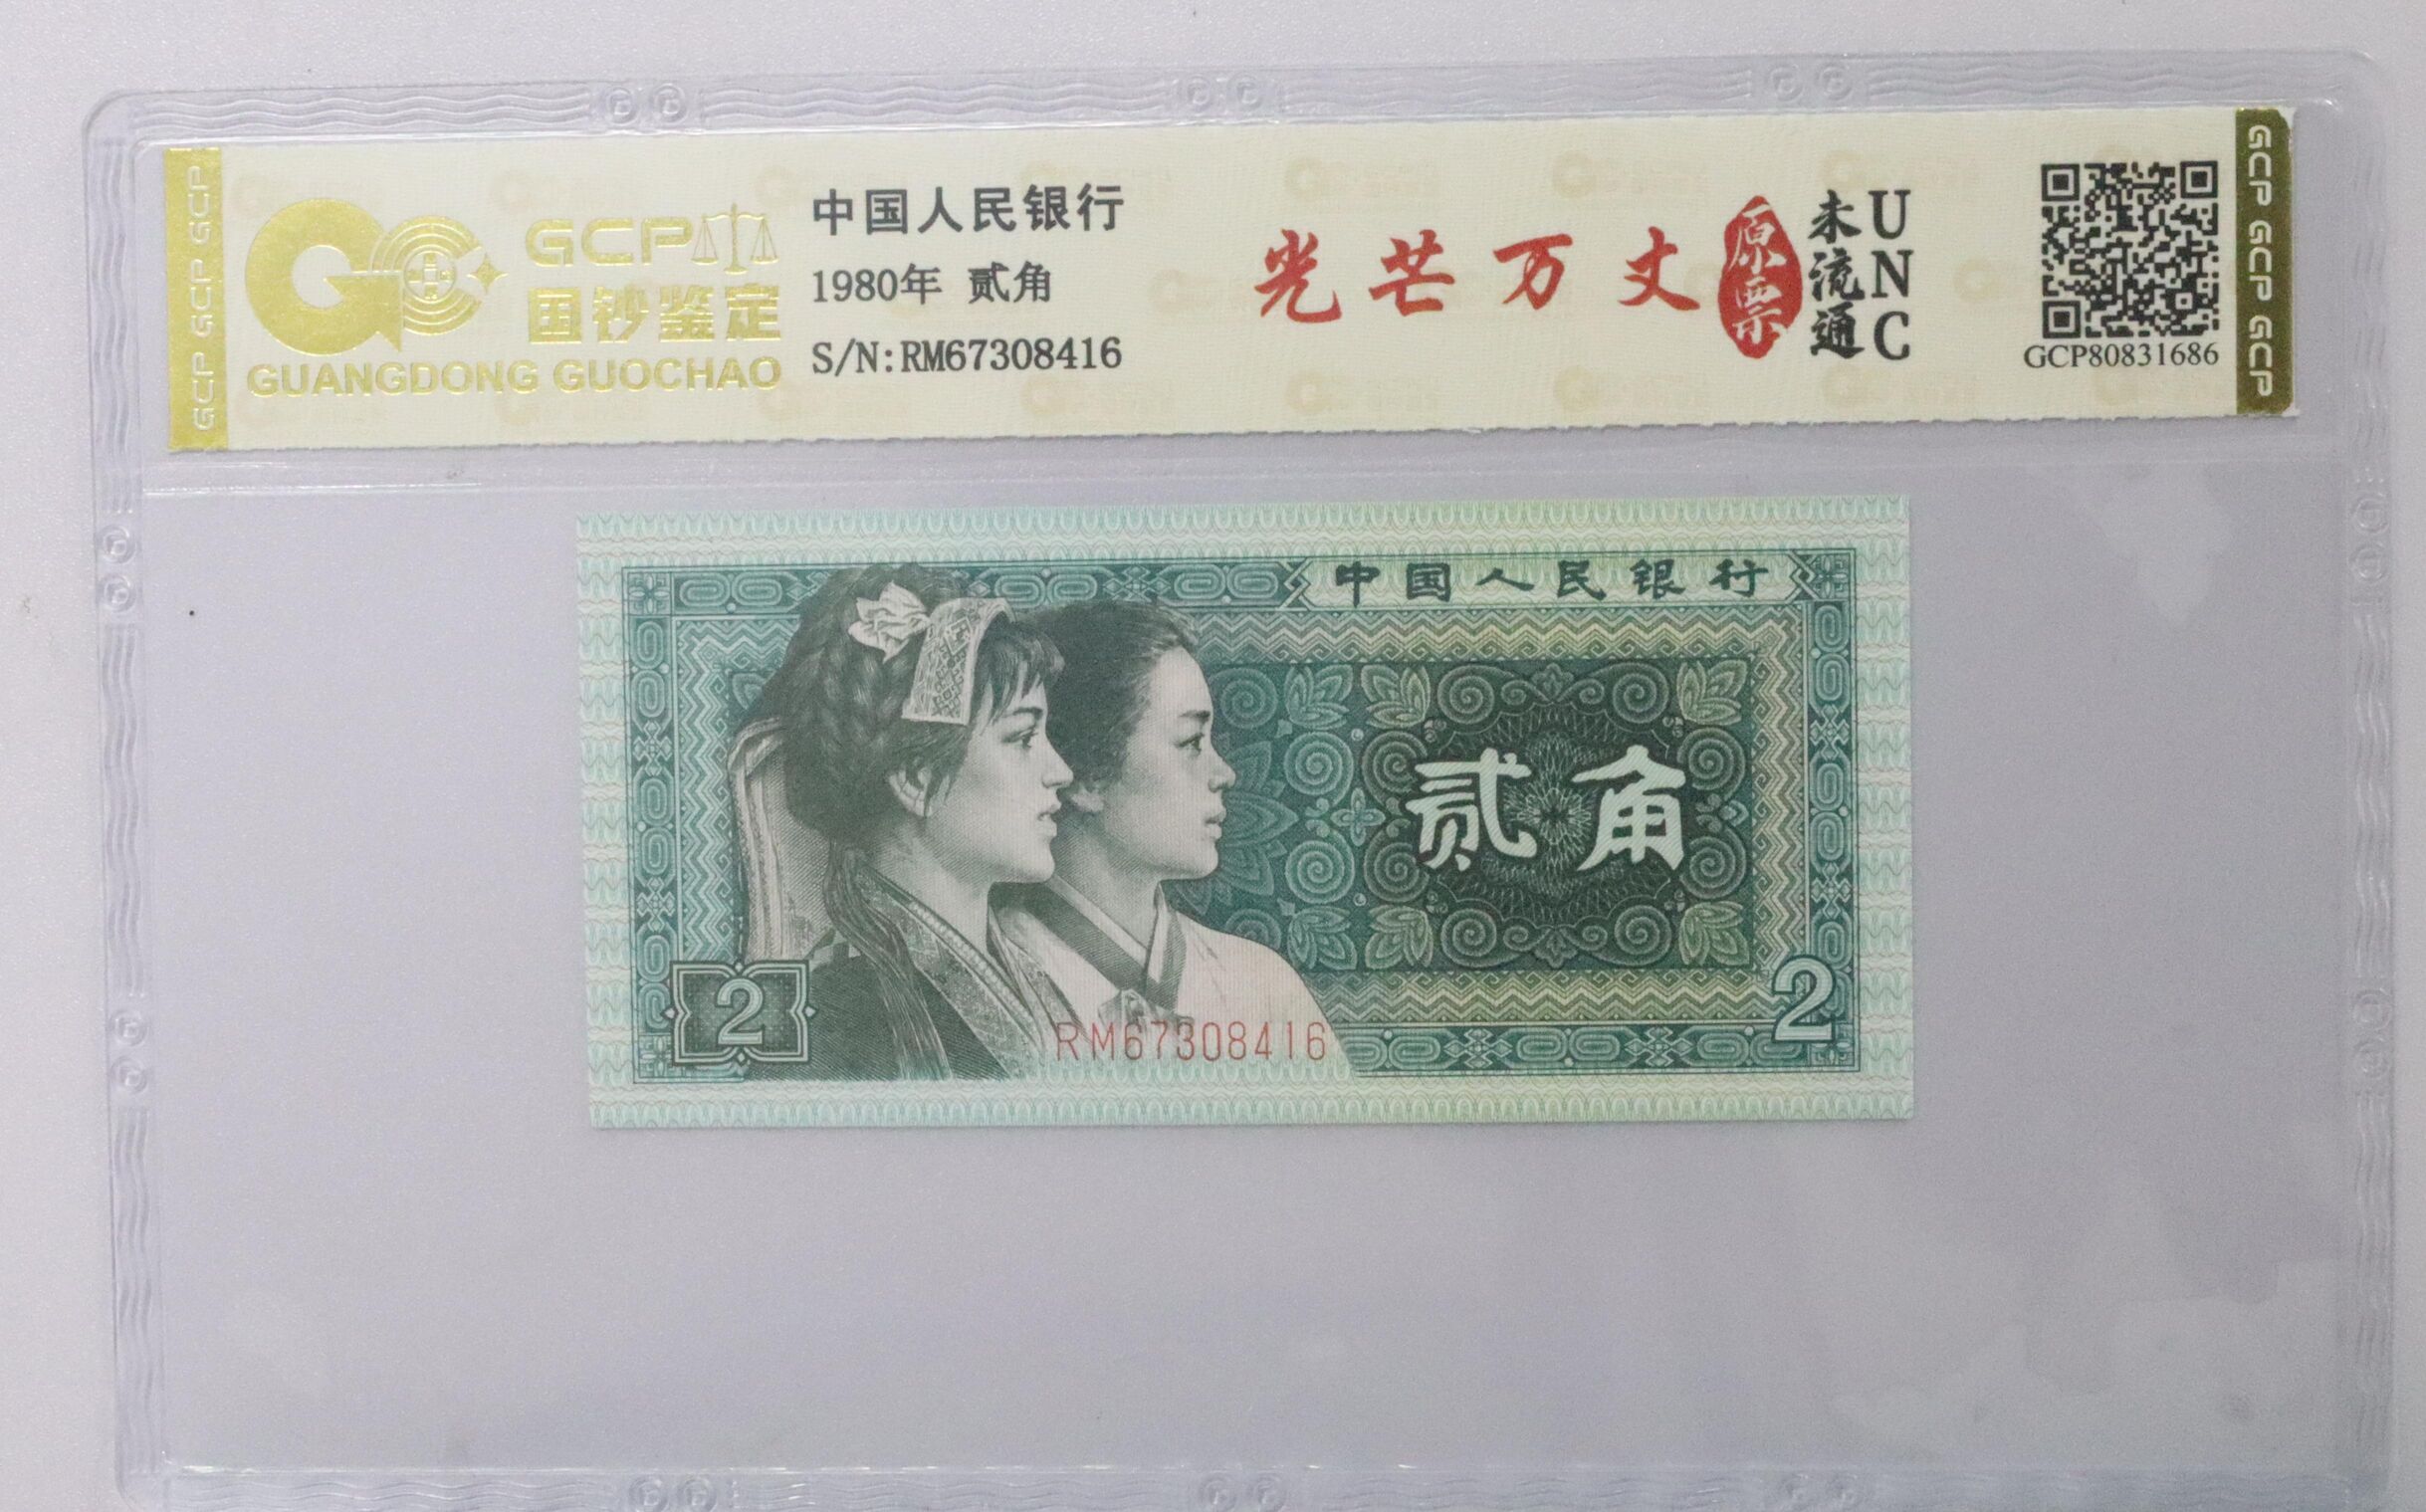 GCP GCP GCP
GCP
国钞鉴定
GUANGDONG GUOCHAO
中国人民银行
1980年 贰角
S/N:RM67308416
光芒万丈
原票
未流通
UNC
GCP80831686
GCP GCP GCP
中国人民银行
贰角
2
2
RM67308416